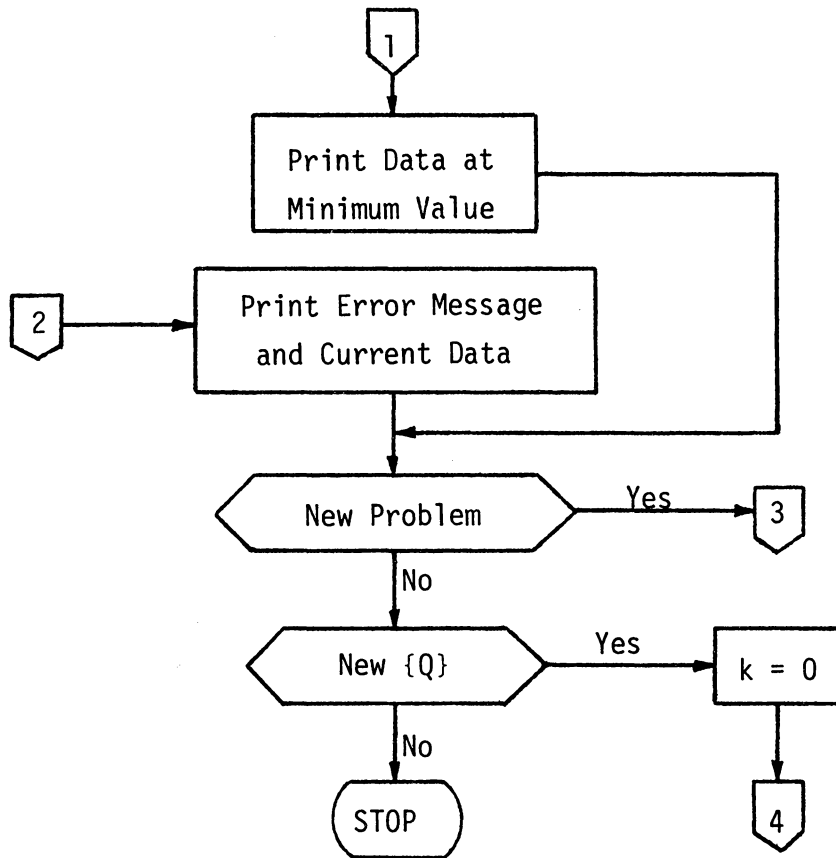 1
Print Data at
Minimum Value
2
Print Error Message
and Current Data
New Problem
Yes
3
No
New {Q}
Yes
k = 0
No
STOP
4